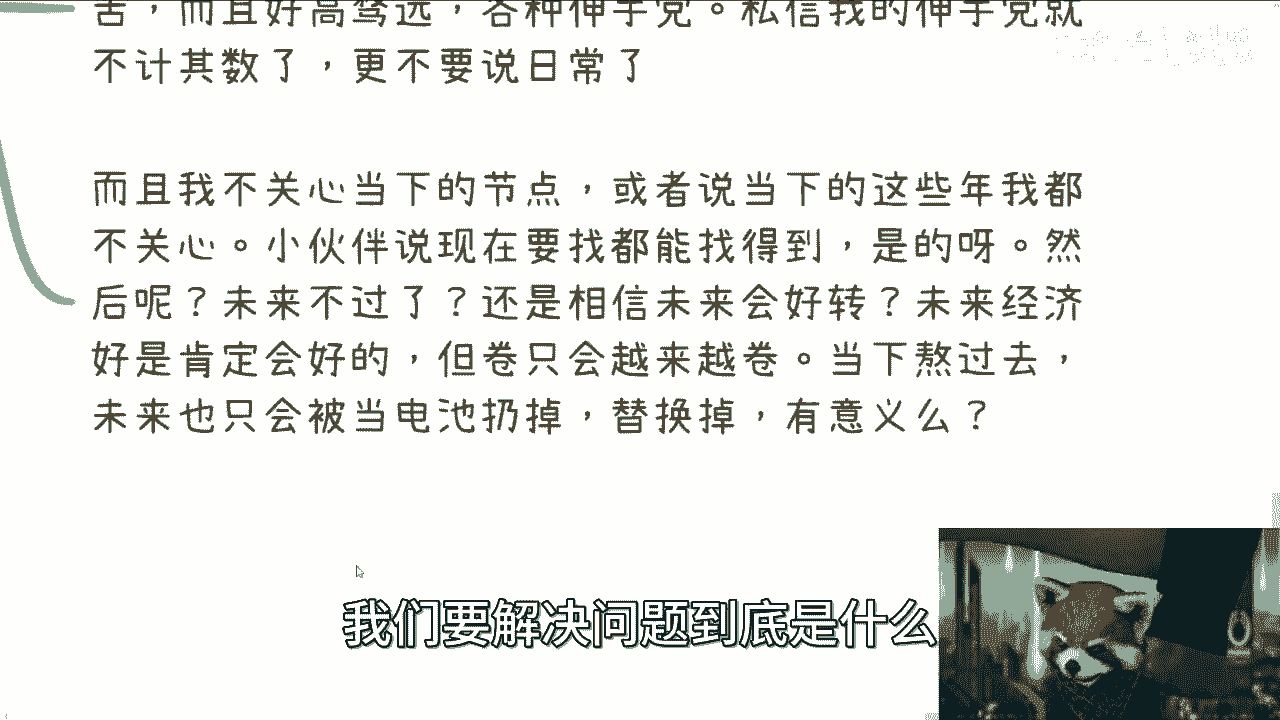 苦，而且好高骛远，各种伸手党。私信我的伸手党就
不计其数了，更不要说日常了
而且我不关心当下的节点，或者说当下的这些年我都
不关心。小伙伴说现在要找都能找得到，是的呀。然
后呢？未来不过了？还是相信未来会好转？未来经济
好是肯定会好的，但卷只会越来越卷。当下熬过去，
未来也只会被当电池扔掉，替换掉，有意义么？
我们要解决问题到底是什么